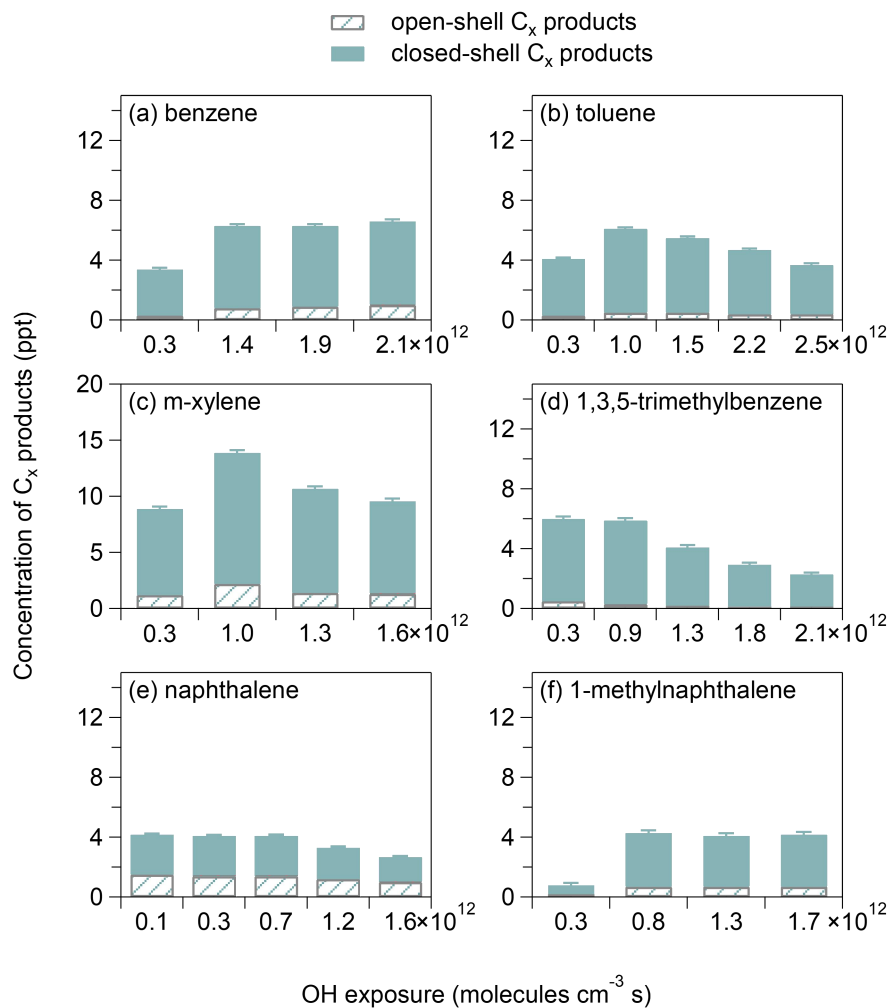 open-shell Cₓ products
closed-shell Cₓ products
Concentration of Cₓ products (ppt)
(a) benzene
12
8
4
0
0.3 1.4 1.9 2.1×10¹²
(b) toluene
12
8
4
0
0.3 1.0 1.5 2.2 2.5×10¹²
(c) m-xylene
20
15
10
5
0
0.3 1.0 1.3 1.6×10¹²
(d) 1,3,5-trimethylbenzene
12
8
4
0
0.3 0.9 1.3 1.8 2.1×10¹²
(e) naphthalene
12
8
4
0
0.1 0.3 0.7 1.2 1.6×10¹²
(f) 1-methylnaphthalene
12
8
4
0
0.3 0.8 1.3 1.7×10¹²
OH exposure (molecules cm⁻³ s)